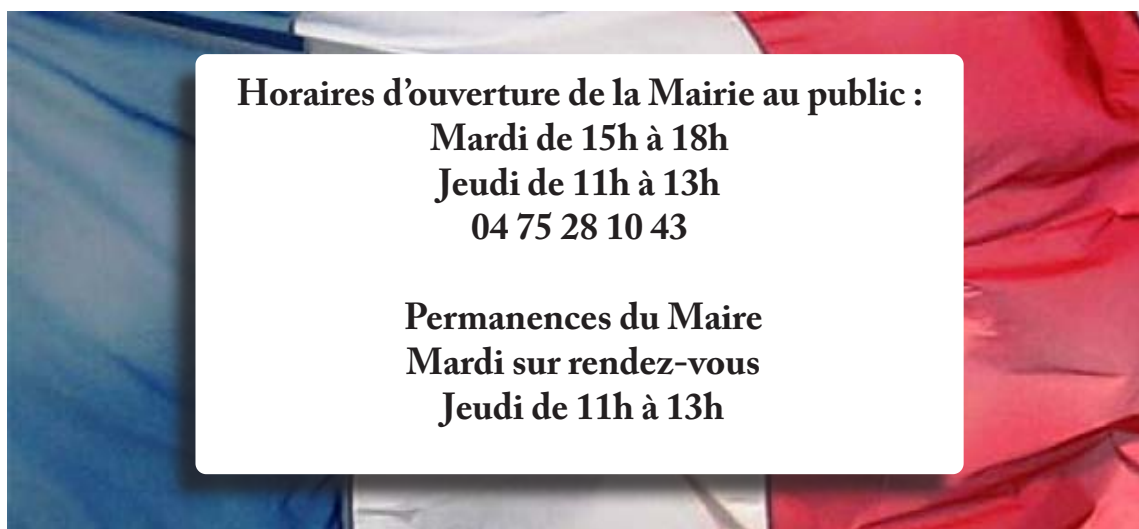 Horaires d’ouverture de la Mairie au public :
Mardi de 15h à 18h
Jeudi de 11h à 13h
04 75 28 10 43
Permanences du Maire
Mardi sur rendez-vous
Jeudi de 11h à 13h